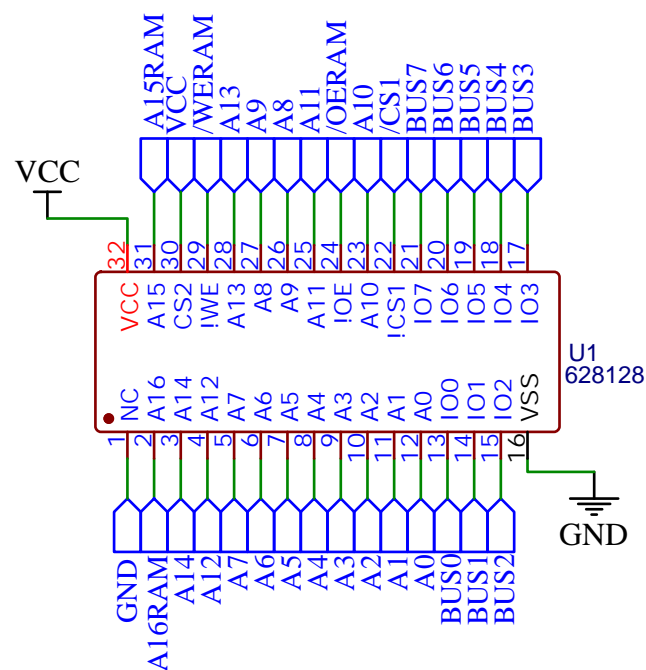 A15RAM
VCC
/WERAM
A13
A9
A8
A11
/OERAM
A10
/CS1
BUS7
BUS6
BUS5
BUS4
BUS3
VCC
32
31
30
29
28
27
26
25
24
23
22
21
20
19
18
17
VCC
A15
CS2
!WE
A13
A8
A9
A11
!OE
A10
!CS1
IO7
IO6
IO5
IO4
IO3
U1
628128
NC
A16
A14
A12
A7
A6
A5
A4
A3
A2
A1
A0
IO0
IO1
IO2
VSS
1
2
3
4
5
6
7
8
9
10
11
12
13
14
15
16
GND
GND
A16RAM
A14
A12
A7
A6
A5
A4
A3
A2
A1
A0
BUS0
BUS1
BUS2